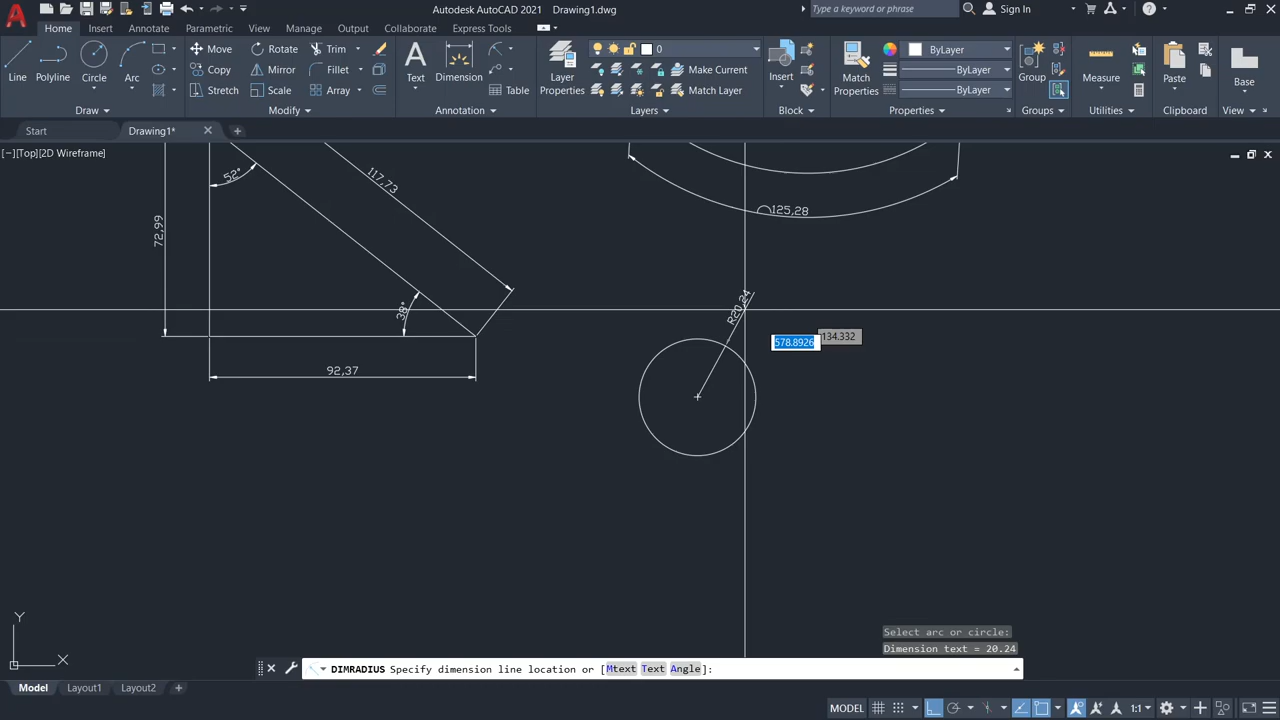 Autodesk AutoCAD 2021 Drawing1.dwg
Type a keyword or phrase
Sign In
Home Insert Annotate Parametric View Manage Output Collaborate Express Tools
Line
Polyline
Circle
Arc
Draw
Move
Rotate
Trim
Copy
Mirror
Fillet
Stretch
Scale
Array
Modify
Text
Dimension
Table
Annotation
Layer
Properties
0
Make Current
Match Layer
Layers
Insert
Block
Match
Properties
ByLayer
ByLayer
ByLayer
Properties
Group
Groups
Measure
Utilities
Paste
Clipboard
Base
View
Start
Drawing1*
[−][Top][2D Wireframe]
52°
117,73
125,28
72,99
38°
R20,24
578.8926
134.332
92,37
Y
X
Select arc or circle:
Dimension text = 20.24
DIMRADIUS Specify dimension line location or [Mtext Text Angle]:
Model Layout1 Layout2
MODEL
1:1